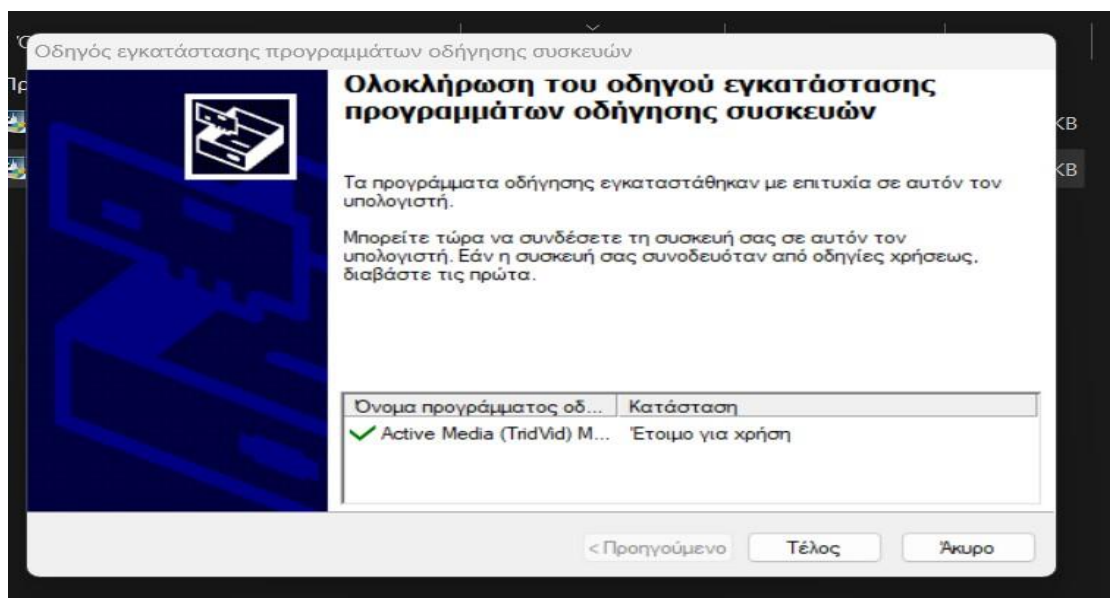 Οδηγός εγκατάστασης προγραμμάτων οδήγησης συσκευών
Ολοκλήρωση του οδηγού εγκατάστασης
προγραμμάτων οδήγησης συσκευών
KB
Τα προγράμματα οδήγησης εγκαταστάθηκαν με επιτυχία σε αυτόν τον
υπολογιστή.
KB
Μπορείτε τώρα να συνδέσετε τη συσκευή σας σε αυτόν τον
υπολογιστή. Εάν η συσκευή σας συνοδευόταν από οδηγίες χρήσεως,
διαβάστε τις πρώτα.
Όνομα προγράμματος οδ... Κατάσταση
Active Media (TridVid) M... Έτοιμο για χρήση
< Προηγούμενο Τέλος Άκυρο